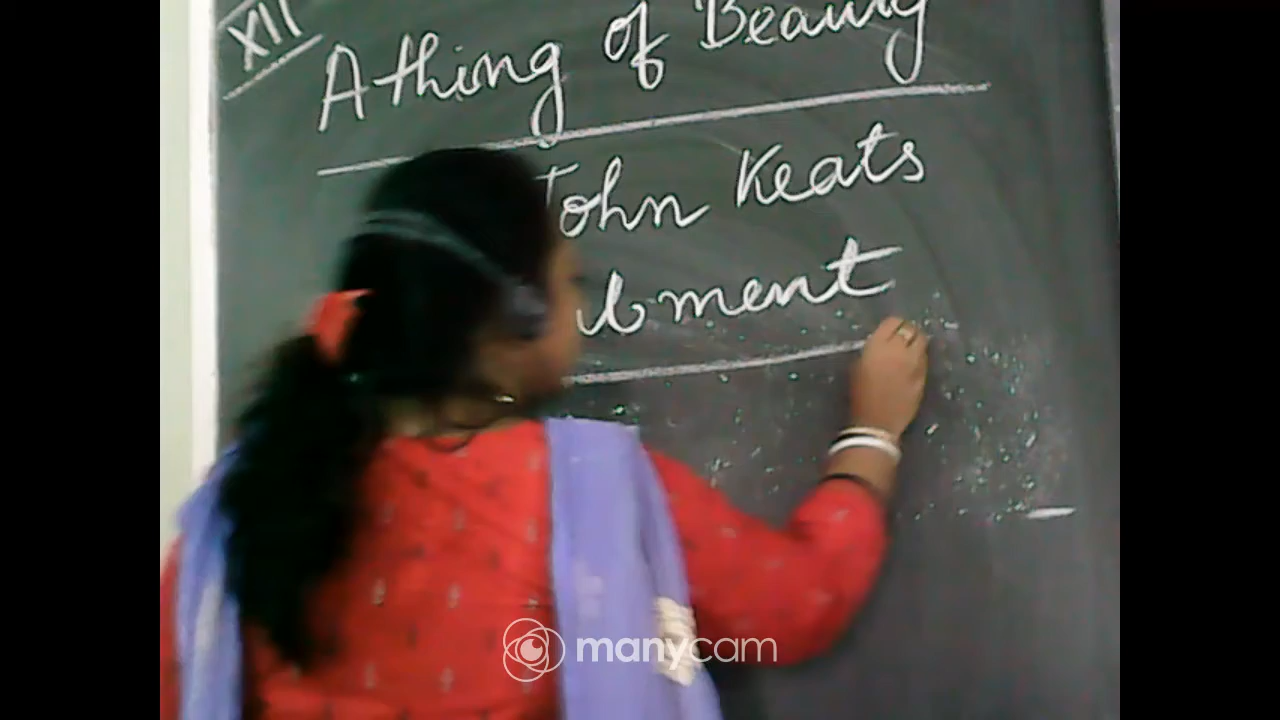 XII
A thing of Beauty
John Keats
ment
manycam